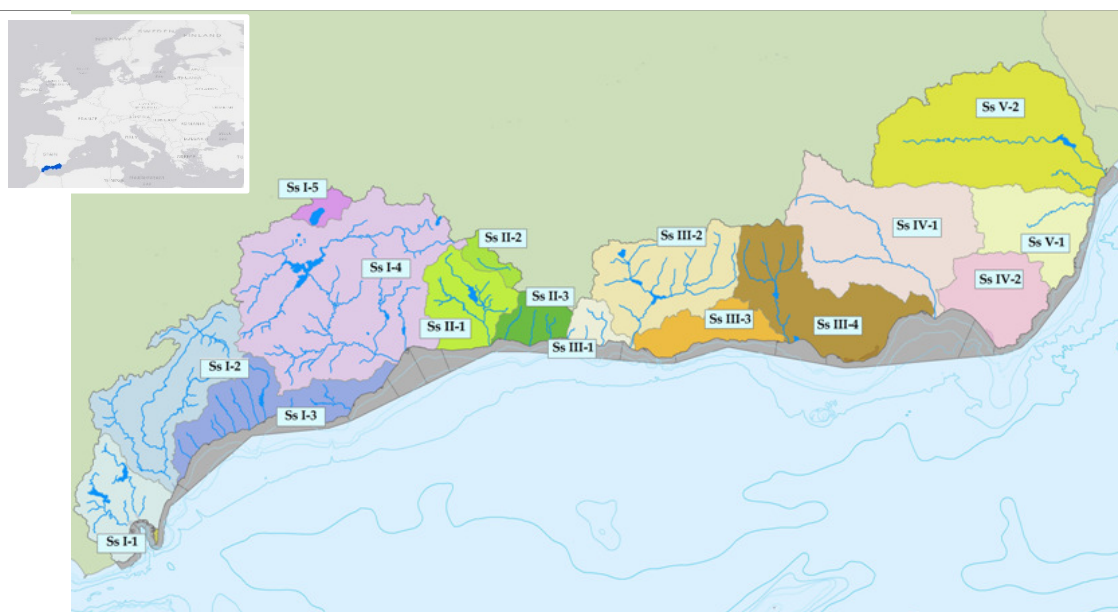 Ss V-2
Ss I-5
Ss II-2
Ss III-2
Ss IV-1
Ss V-1
Ss I-4
Ss IV-2
Ss II-3
Ss II-1
Ss III-3
Ss III-4
Ss III-1
Ss I-2
Ss I-3
Ss I-1